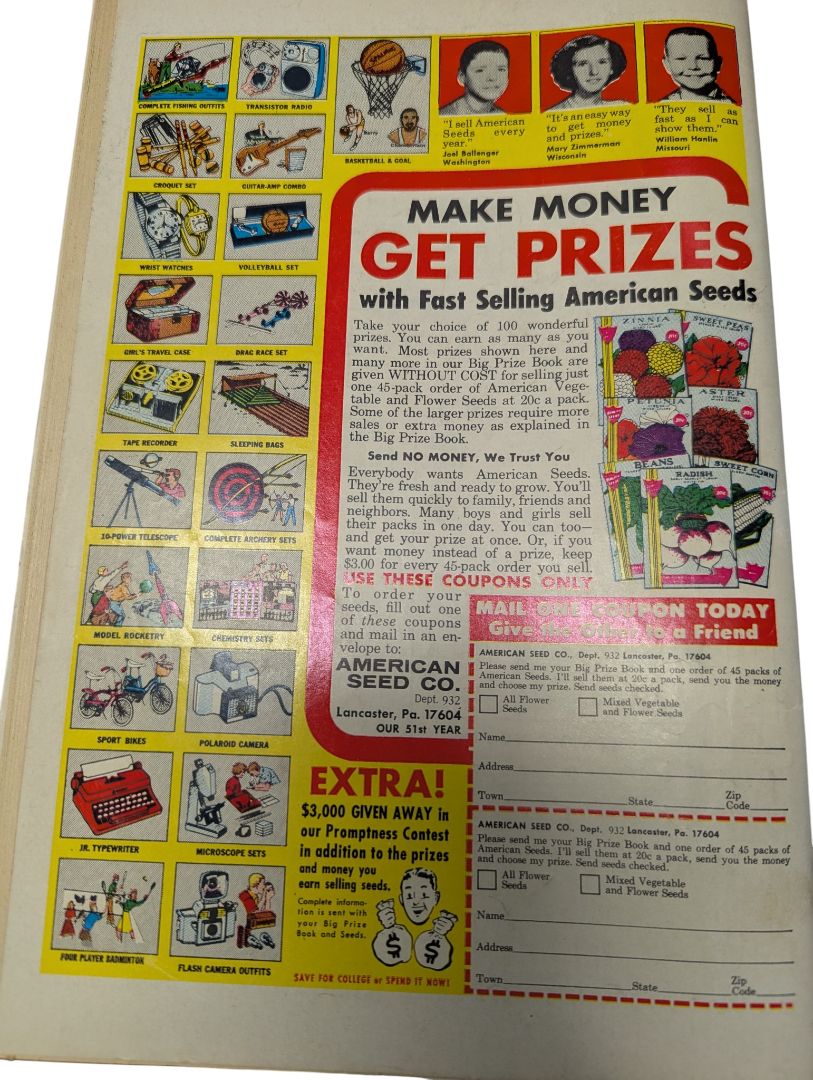 COMPLETE FISHING OUTFITS
TRANSISTOR RADIO
Spalding
Barry
Chamberlain
BASKETBALL & GOAL
"I sell American
Seeds every
year."
Joel Ballenger
Washington
"It's an easy way
to get money
and prizes."
Mary Zimmerman
Wisconsin
"They sell as
fast as I can
show them."
William Hanlin
Missouri
CROQUET SET
GUITAR-AMP COMBO
WRIST WATCHES
VOLLEYBALL SET
GIRL'S TRAVEL CASE
DRAG RACE SET
TAPE RECORDER
SLEEPING BAGS
10-POWER TELESCOPE
COMPLETE ARCHERY SETS
MODEL ROCKETRY
CHEMISTRY SETS
SPORT BIKES
POLAROID CAMERA
JR. TYPEWRITER
MICROSCOPE SETS
FOUR PLAYER BADMINTON
FLASH CAMERA OUTFITS
MAKE MONEY
GET PRIZES
with Fast Selling American Seeds
Take your choice of 100 wonderful
prizes. You can earn as many as you
want. Most prizes shown here and
many more in our Big Prize Book are
given WITHOUT COST for selling just
one 45-pack order of American Vege-
table and Flower Seeds at 20c a pack.
Some of the larger prizes require more
sales or extra money as explained in
the Big Prize Book.
Send NO MONEY, We Trust You
Everybody wants American Seeds.
They're fresh and ready to grow. You'll
sell them quickly to family, friends and
neighbors. Many boys and girls sell
their packs in one day. You can too—
and get your prize at once. Or, if you
want money instead of a prize, keep
$3.00 for every 45-pack order you sell.
ZINNIA
SWEET PEAS
PETUNIA
ASTER
BEANS
RADISH
SWEET CORN
USE THESE COUPONS ONLY
To order your
seeds, fill out one
of these coupons
and mail in an en-
velope to:
AMERICAN
SEED CO.
Dept. 932
Lancaster, Pa. 17604
OUR 51st YEAR
MAIL ONE COUPON TODAY
Give the Other to a Friend
AMERICAN SEED CO., Dept. 932 Lancaster, Pa. 17604
Please send me your Big Prize Book and one order of 45 packs of
American Seeds. I'll sell them at 20c a pack, send you the money
and choose my prize. Send seeds checked.
All Flower
Seeds
Mixed Vegetable
and Flower Seeds
Name
Address
Town State Zip
Code
AMERICAN SEED CO., Dept. 932 Lancaster, Pa. 17604
Please send me your Big Prize Book and one order of 45 packs of
American Seeds. I'll sell them at 20c a pack, send you the money
and choose my prize. Send seeds checked.
All Flower
Seeds
Mixed Vegetable
and Flower Seeds
Name
Address
Town State Zip
Code
EXTRA!
$3,000 GIVEN AWAY in
our Promptness Contest
in addition to the prizes
and money you
earn selling seeds.
Complete informa-
tion is sent with
your Big Prize
Book and Seeds.
$ $
SAVE FOR COLLEGE or SPEND IT NOW!